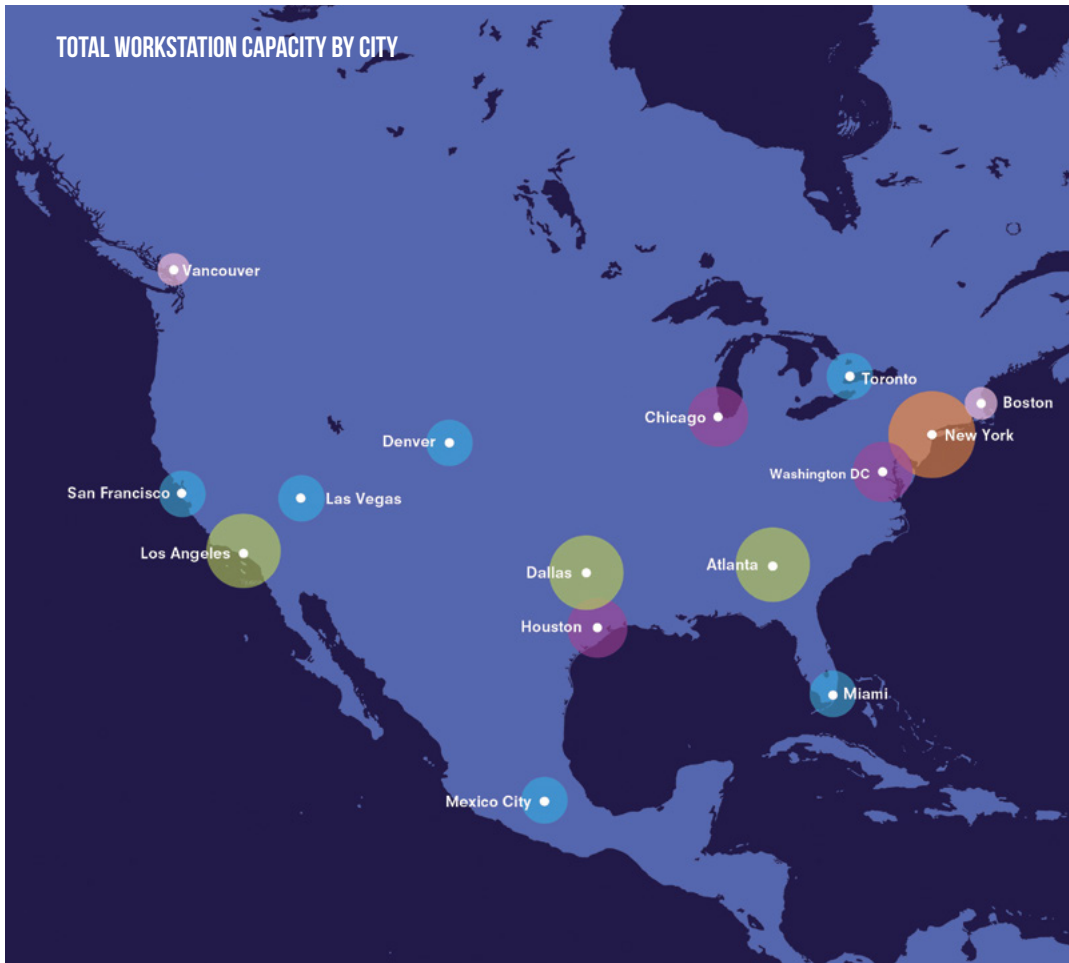 TOTAL WORKSTATION CAPACITY BY CITY
Vancouver
Toronto
Boston
Chicago
New York
Denver
Washington DC
San Francisco
Las Vegas
Los Angeles
Dallas
Atlanta
Houston
Miami
Mexico City